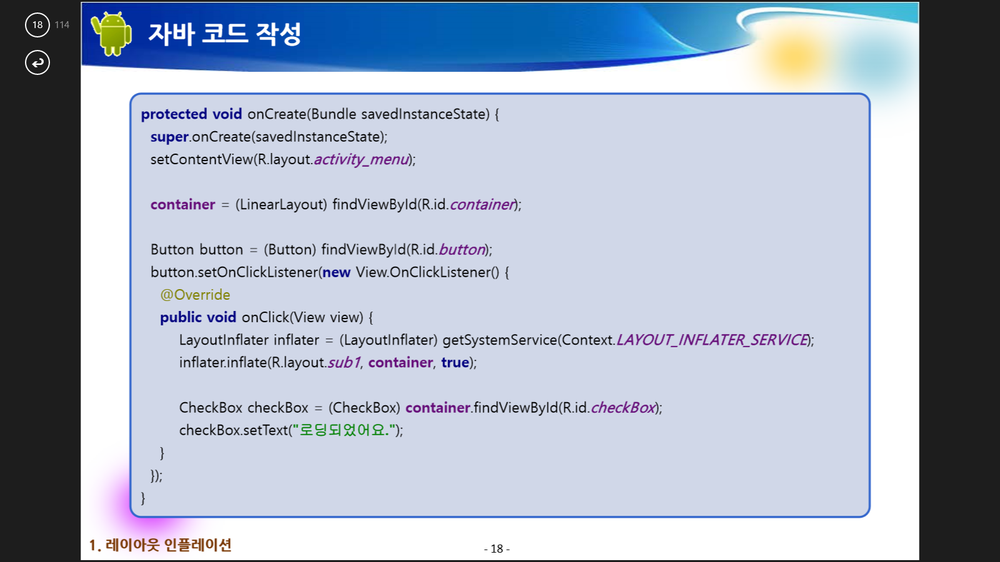 18 114
자바 코드 작성
protected void onCreate(Bundle savedInstanceState) {
super.onCreate(savedInstanceState);
setContentView(R.layout.activity_menu);
container = (LinearLayout) findViewById(R.id.container);
Button button = (Button) findViewById(R.id.button);
button.setOnClickListener(new View.OnClickListener() {
@Override
public void onClick(View view) {
LayoutInflater inflater = (LayoutInflater) getSystemService(Context.LAYOUT_INFLATER_SERVICE);
inflater.inflate(R.layout.sub1, container, true);
CheckBox checkBox = (CheckBox) container.findViewById(R.id.checkBox);
checkBox.setText("로딩되었어요.");
}
});
}
1. 레이아웃 인플레이션
- 18 -